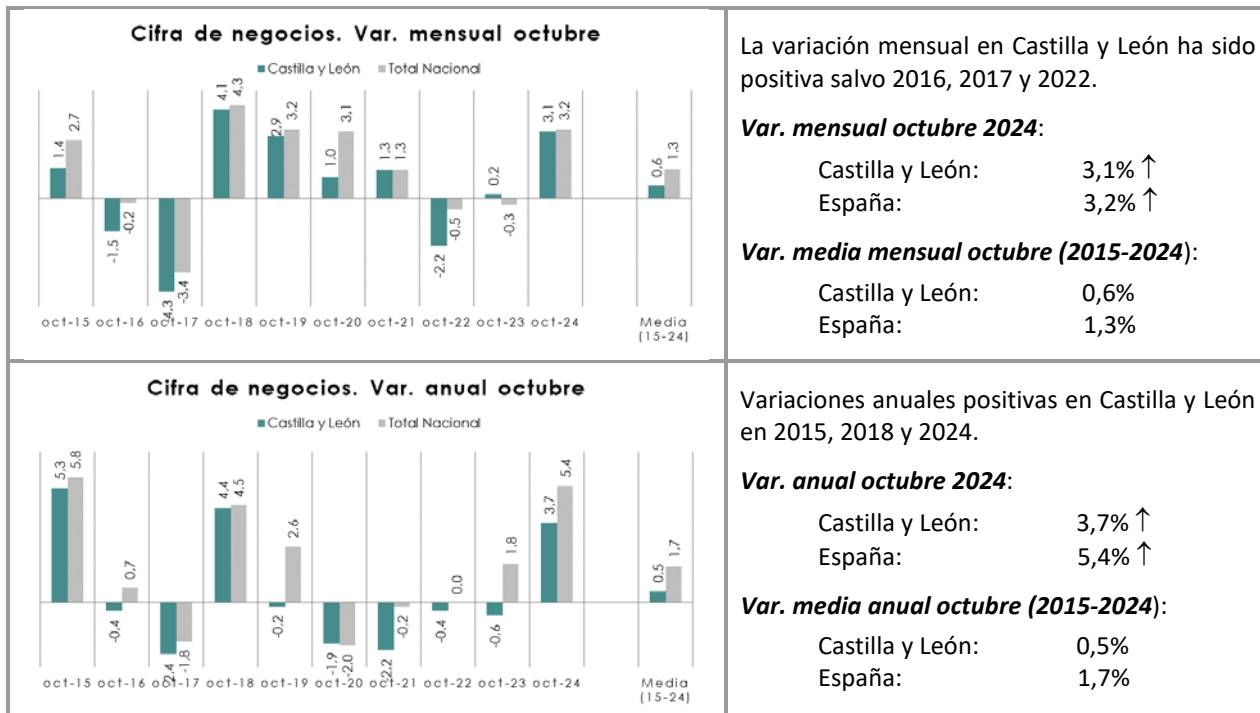 Cifra de negocios. Var. mensual octubre
Castilla y León Total Nacional
1,4 2,7 -1,5 -0,2 -4,3 -3,4 4,1 4,3 2,9 3,2 1,0 3,1 1,3 1,3 -2,2 -0,5 0,2 -0,3 3,1 3,2 0,6 1,3
oct-15 oct-16 oct-17 oct-18 oct-19 oct-20 oct-21 oct-22 oct-23 oct-24 Media
(15-24)
La variación mensual en Castilla y León ha sido
positiva salvo 2016, 2017 y 2022.
Var. mensual octubre 2024:
Castilla y León: 3,1% ↑
España: 3,2% ↑
Var. media mensual octubre (2015-2024):
Castilla y León: 0,6%
España: 1,3%
Cifra de negocios. Var. anual octubre
Castilla y León Total Nacional
5,3 5,8 -0,4 0,7 -2,4 -1,8 4,4 4,5 -0,2 2,6 -1,9 -2,0 -2,2 -0,2 -0,4 0,0 -0,6 1,8 3,7 5,4 0,5 1,7
oct-15 oct-16 oct-17 oct-18 oct-19 oct-20 oct-21 oct-22 oct-23 oct-24 Media
(15-24)
Variaciones anuales positivas en Castilla y León
en 2015, 2018 y 2024.
Var. anual octubre 2024:
Castilla y León: 3,7% ↑
España: 5,4% ↑
Var. media anual octubre (2015-2024):
Castilla y León: 0,5%
España: 1,7%